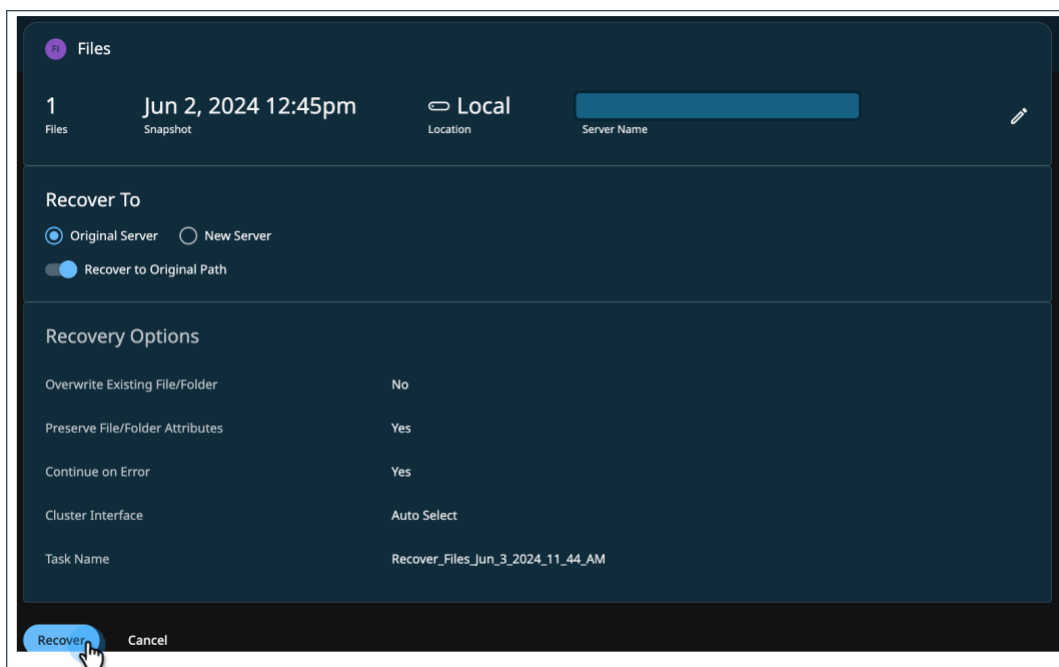 FI Files
1 Jun 2, 2024 12:45pm Local
Files Snapshot Location Server Name
Recover To
Original Server New Server
Recover to Original Path
Recovery Options
Overwrite Existing File/Folder No
Preserve File/Folder Attributes Yes
Continue on Error Yes
Cluster Interface Auto Select
Task Name Recover_Files_Jun_3_2024_11_44_AM
Recover Cancel